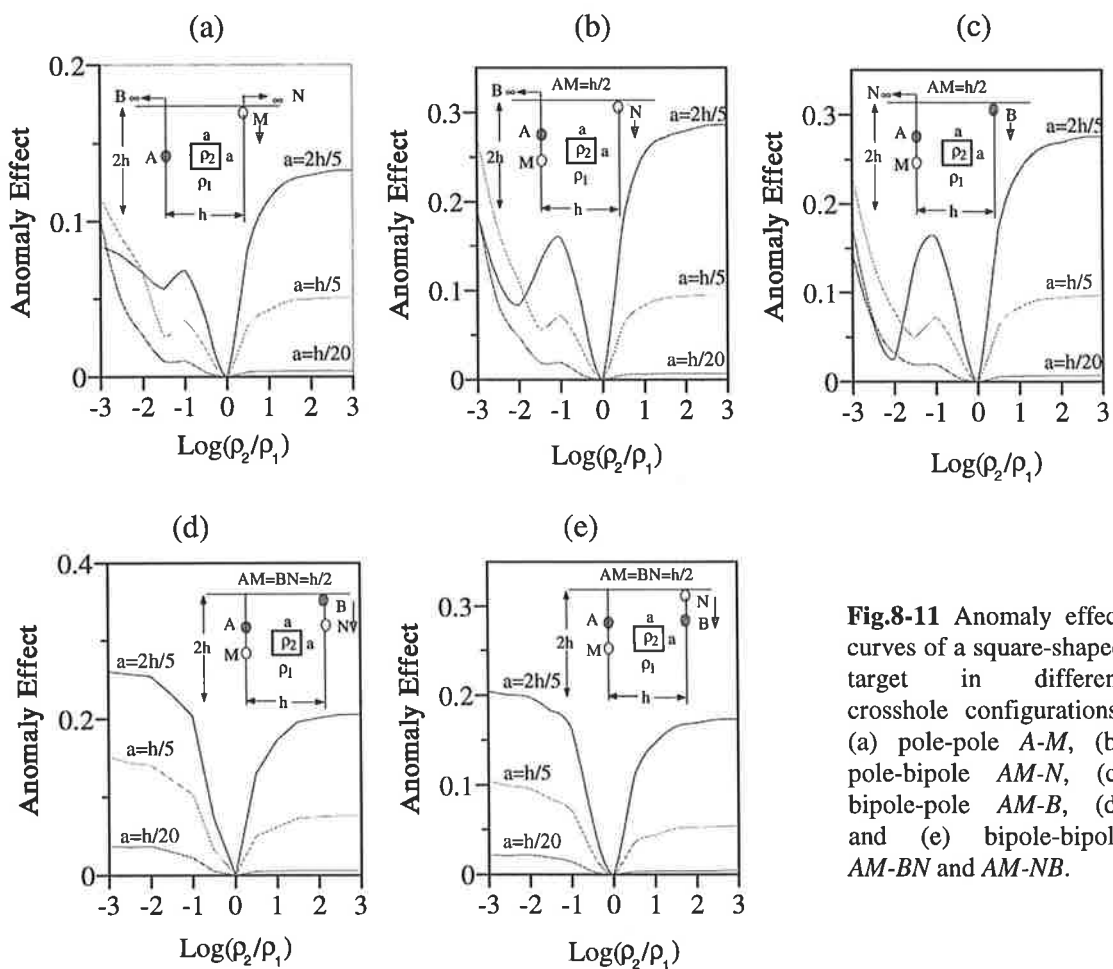 (a)
0.2
0.1
0
Anomaly Effect
B∞
∞ N
M
A
2h
a
ρ2 a
ρ1
h
a=2h/5
a=h/5
a=h/20
-3 -2 -1 0 1 2 3
Log(ρ2/ρ1)
(b)
0.3
0.2
0.1
0
Anomaly Effect
AM=h/2
B∞
N
A
M
2h
a
ρ2 a
ρ1
h
a=2h/5
a=h/5
a=h/20
-3 -2 -1 0 1 2 3
Log(ρ2/ρ1)
(c)
0.3
0.2
0.1
0
Anomaly Effect
AM=h/2
N∞
B
A
M
2h
a
ρ2 a
ρ1
h
a=2h/5
a=h/5
a=h/20
-3 -2 -1 0 1 2 3
Log(ρ2/ρ1)
(d)
0.4
0.2
0
Anomaly Effect
AM=BN=h/2
B
N
A
M
2h
a
ρ2 a
ρ1
h
a=2h/5
a=h/5
a=h/20
-3 -2 -1 0 1 2 3
Log(ρ2/ρ1)
(e)
0.3
0.2
0.1
0
Anomaly Effect
AM=BN=h/2
N
B
A
M
2h
a
ρ2 a
ρ1
h
a=2h/5
a=h/5
a=h/20
-3 -2 -1 0 1 2 3
Log(ρ2/ρ1)
Fig.8-11 Anomaly effec
curves of a square-shape
target in differen
crosshole configurations
(a) pole-pole A-M, (b
pole-bipole AM-N, (c
bipole-pole AM-B, (d
and (e) bipole-bipol
AM-BN and AM-NB.